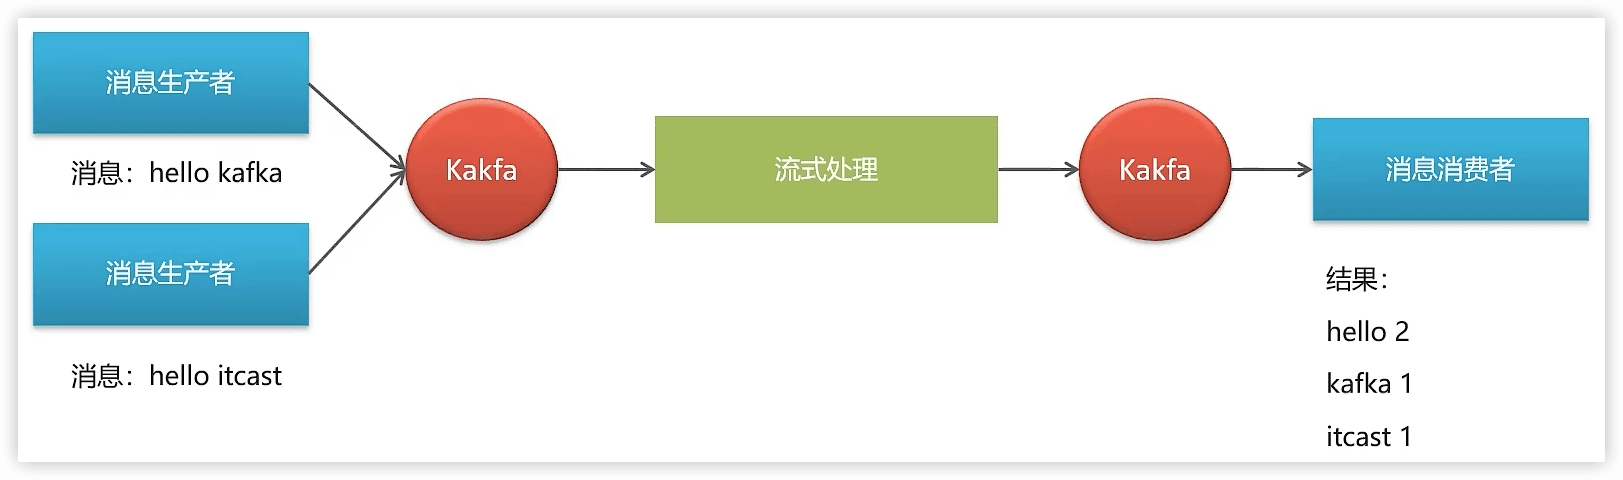 消息生产者
消息：hello kafka
消息生产者
消息：hello itcast
Kakfa
流式处理
Kakfa
消息消费者
结果：
hello 2
kafka 1
itcast 1